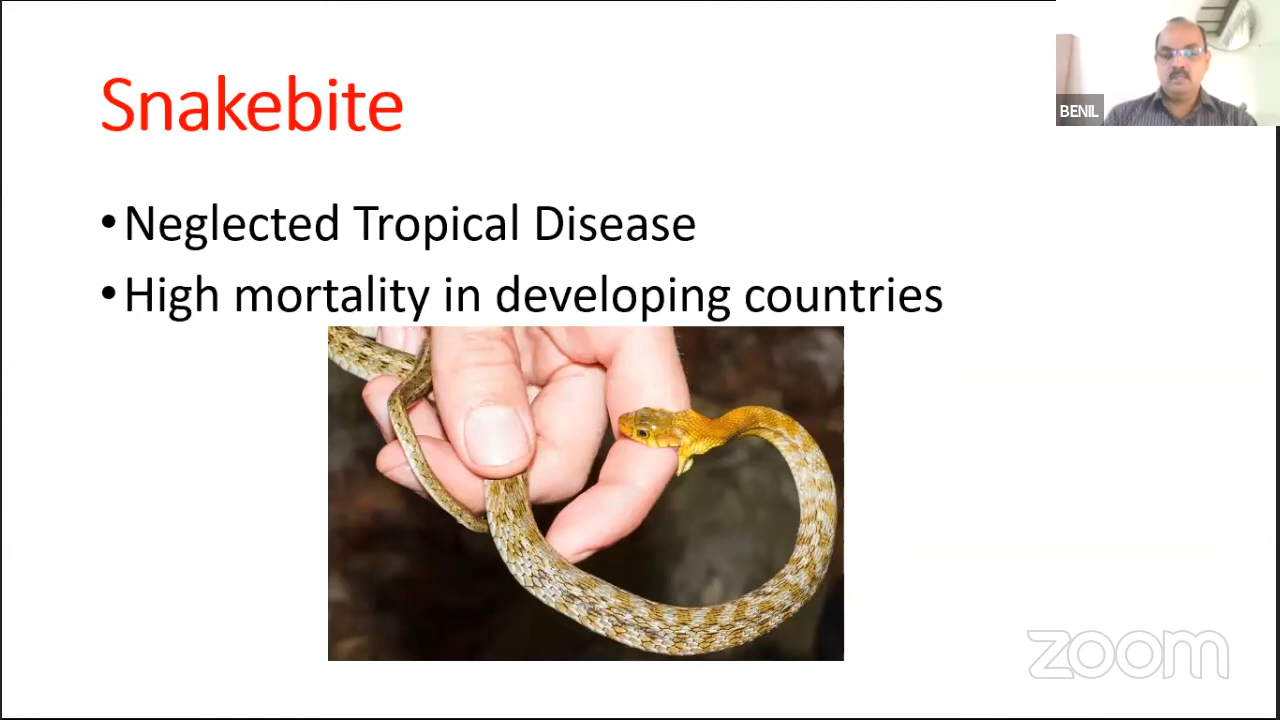 Snakebite
BENIL
•Neglected Tropical Disease
•High mortality in developing countries
zoom